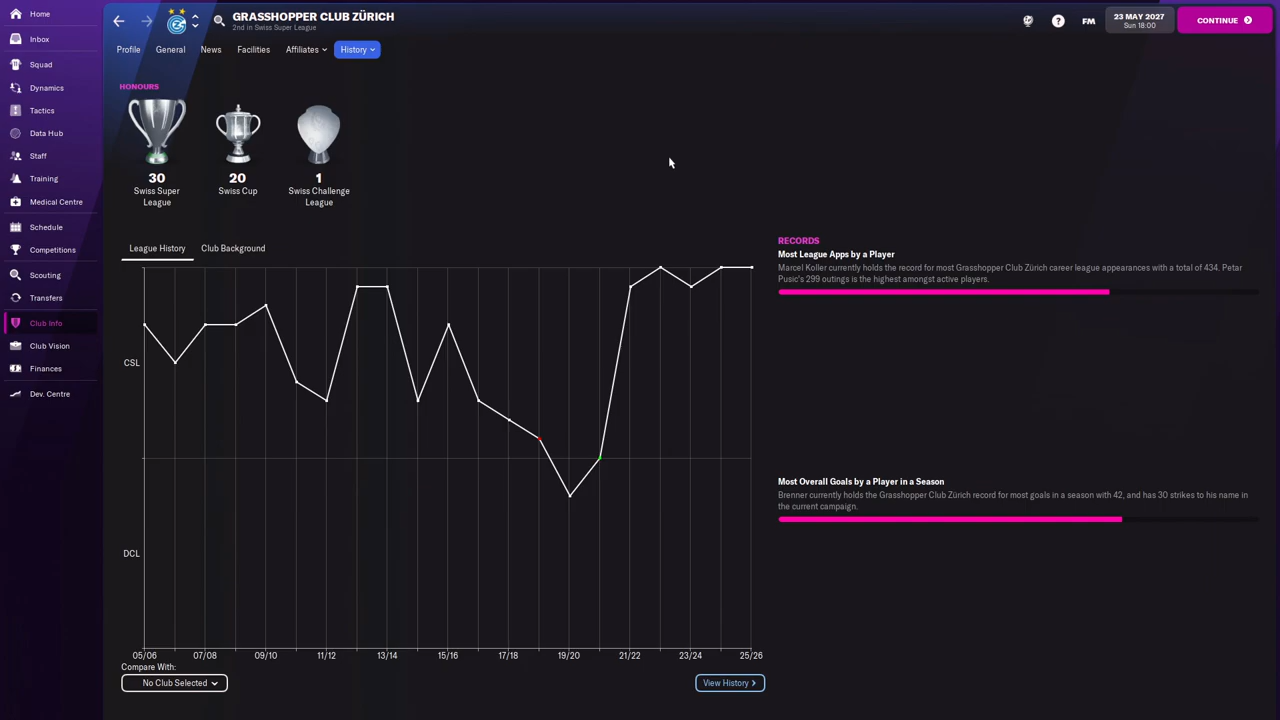 Home
Inbox
Squad
Dynamics
Tactics
Data Hub
Staff
Training
Medical Centre
Schedule
Competitions
Scouting
Transfers
Club Info
Club Vision
Finances
Dev. Centre
GRASSHOPPER CLUB ZÜRICH
2nd in Swiss Super League
?
FM
23 MAY 2027
Sun 18:00
CONTINUE
Profile
General
News
Facilities
Affiliates
History
HONOURS
30
Swiss Super
League
20
Swiss Cup
1
Swiss Challenge
League
League History
Club Background
CSL
DCL
05/06
07/08
09/10
11/12
13/14
15/16
17/18
19/20
21/22
23/24
25/26
Compare With:
No Club Selected
View History
RECORDS
Most League Apps by a Player
Marcel Koller currently holds the record for most Grasshopper Club Zürich career league appearances with a total of 434. Petar
Pusic's 299 outings is the highest amongst active players.
Most Overall Goals by a Player in a Season
Brenner currently holds the Grasshopper Club Zürich record for most goals in a season with 42, and has 30 strikes to his name in
the current campaign.